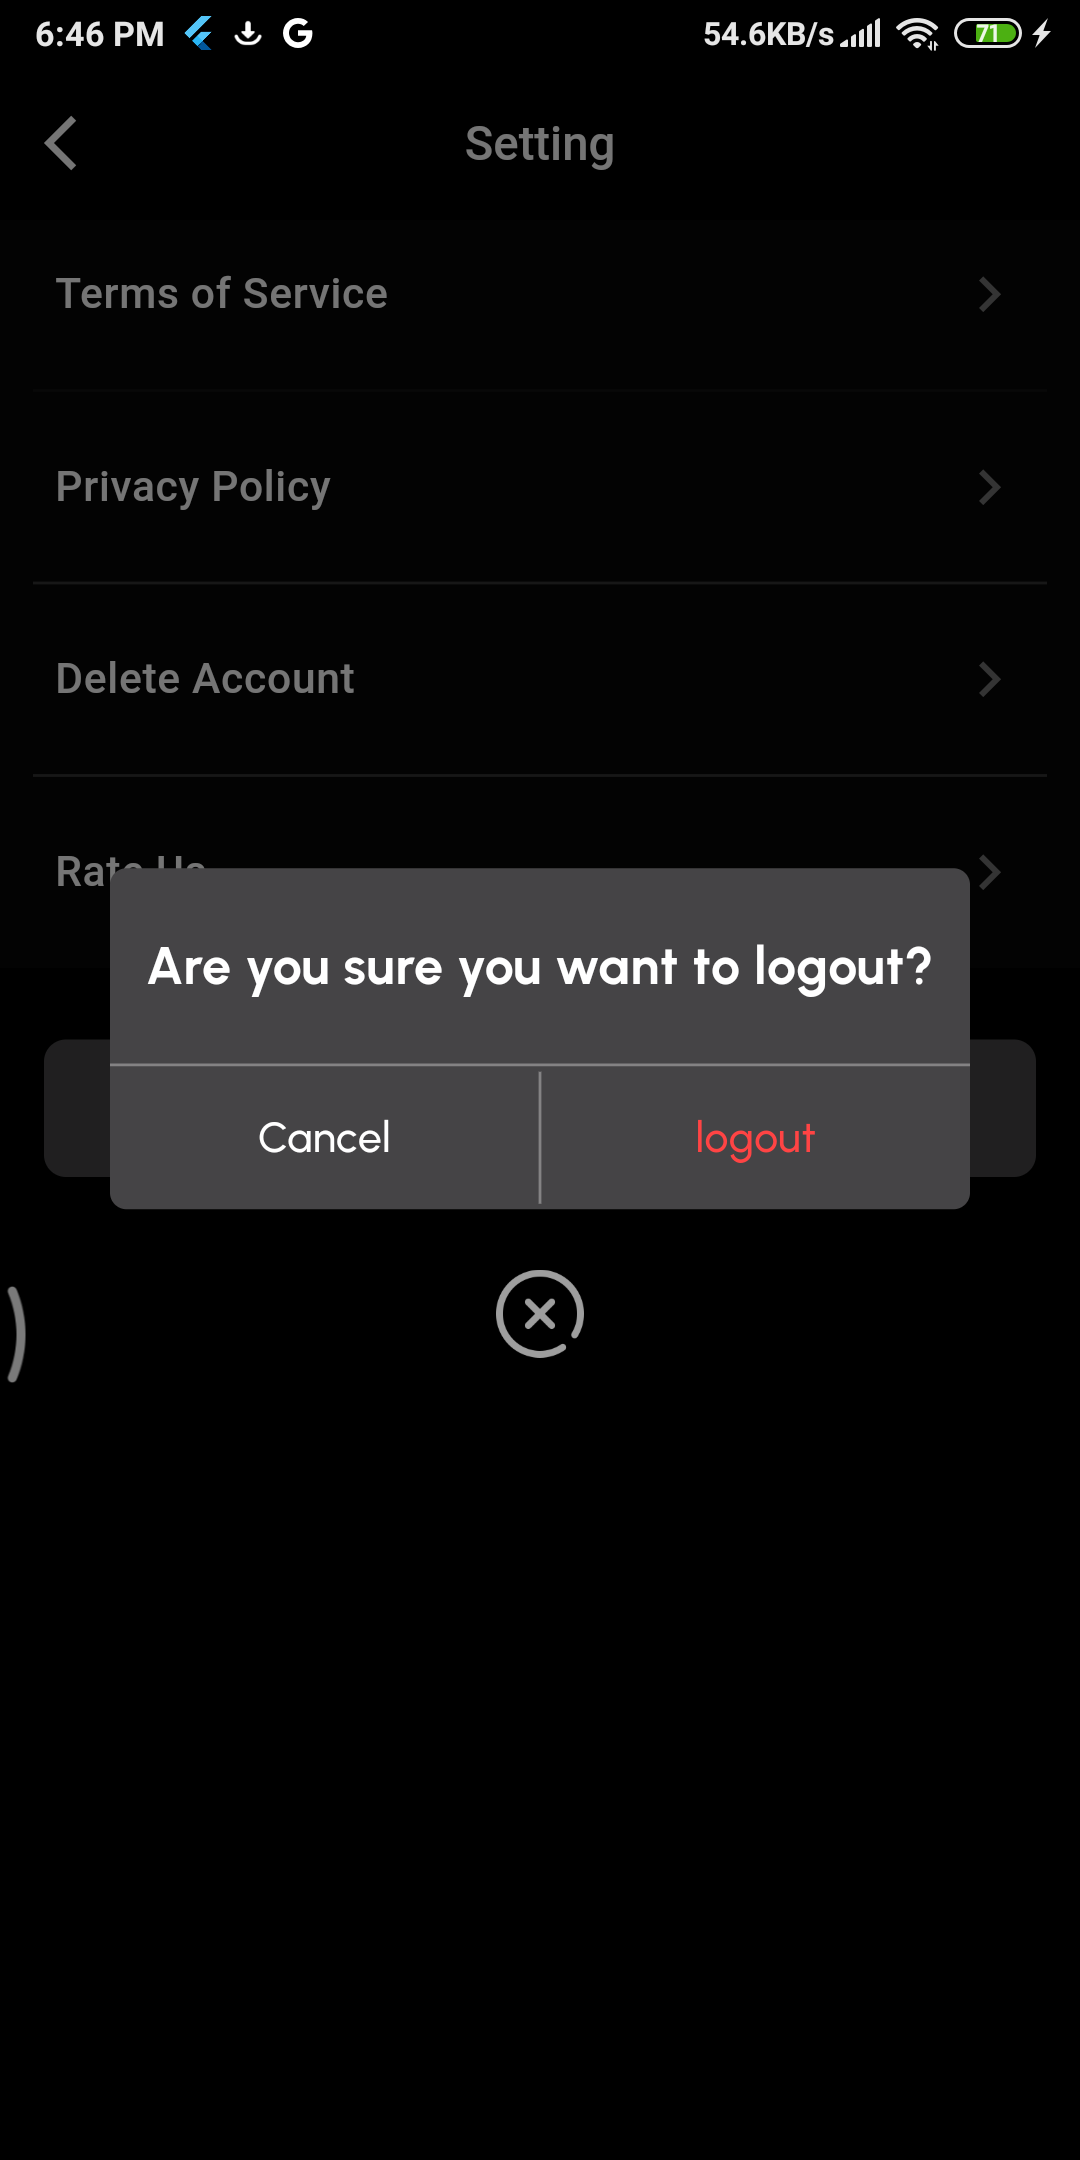 6:46 PM G 54.6KB/s 71
Setting
Terms of Service
Privacy Policy
Delete Account
Rate Us
Are you sure you want to logout?
Cancel logout